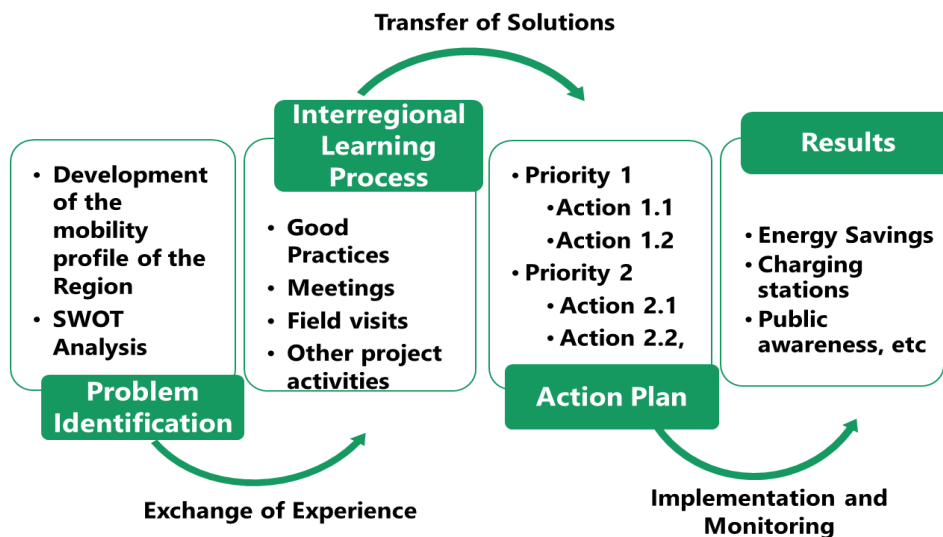 Transfer of Solutions
• Development
of the
mobility
profile of the
Region
• SWOT
Analysis
Problem
Identification
Exchange of Experience
Interregional
Learning
Process
• Good
Practices
• Meetings
• Field visits
• Other project
activities
• Priority 1
• Action 1.1
• Action 1.2
• Priority 2
• Action 2.1
• Action 2.2,
Action Plan
Results
• Energy Savings
• Charging
stations
• Public
awareness, etc
Implementation and
Monitoring